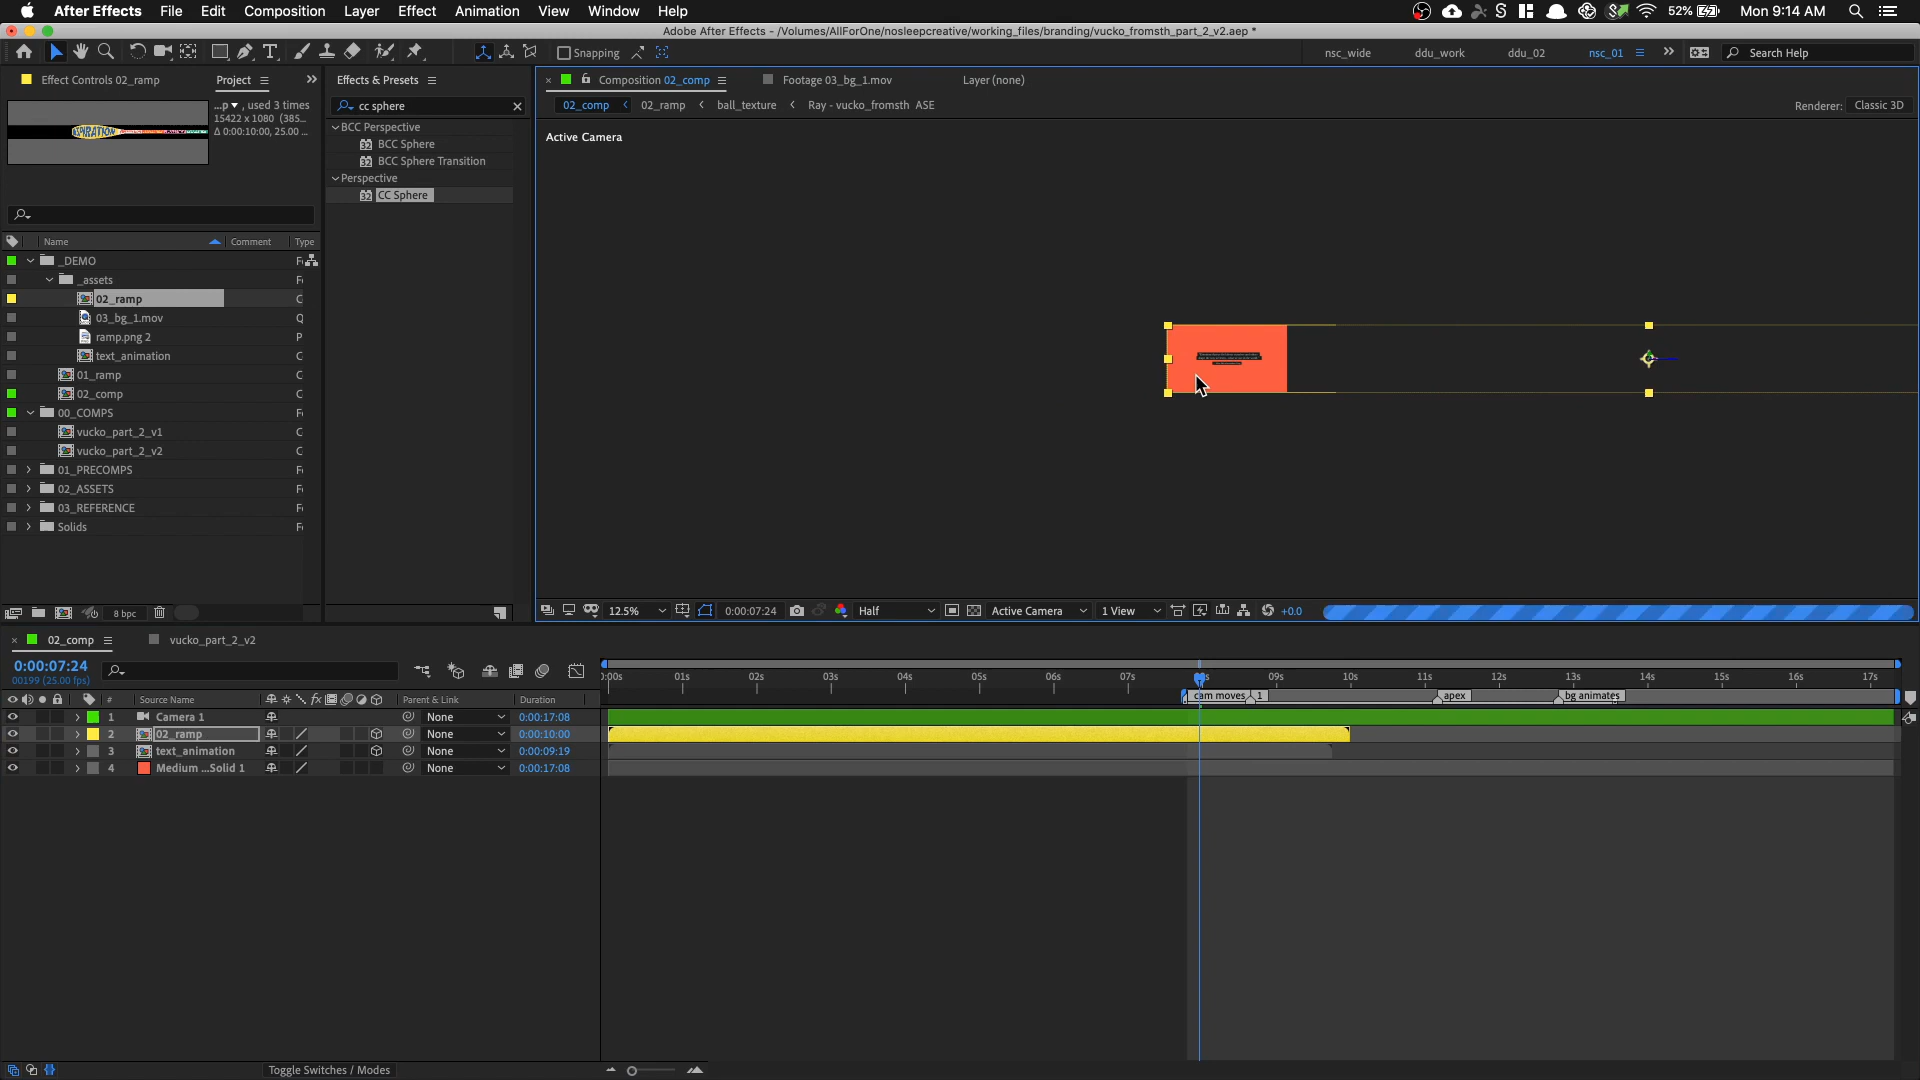 After Effects File Edit Composition Layer Effect Animation View Window Help 52% Mon 9:14 AM
Adobe After Effects - /Volumes/AllForOne/nosleepcreative/working_files/branding/vucko_fromsth_part_2_v2.aep *
Snapping nsc_wide ddu_work ddu_02 nsc_01 Search Help
Effect Controls 02_ramp Project
...p, used 3 times
15422 x 1080 (385...
Δ 0:00:10:00, 25.00 ...
Name Comment Type
_DEMO
_assets
02_ramp C
03_bg_1.mov Q
ramp.png 2 P
text_animation C
01_ramp C
02_comp C
00_COMPS
vucko_part_2_v1 C
vucko_part_2_v2 C
01_PRECOMPS
02_ASSETS
03_REFERENCE
Solids
8 bpc
Effects & Presets
cc sphere
BCC Perspective
BCC Sphere
BCC Sphere Transition
Perspective
CC Sphere
Composition 02_comp Footage 03_bg_1.mov Layer (none)
02_comp 02_ramp ball_texture Ray - vucko_fromsth ASE
Renderer: Classic 3D
Active Camera
12.5% 0:00:07:24 Half Active Camera 1 View +0.0
02_comp vucko_part_2_v2
0:00:07:24
00199 (25.00 fps)
:00s 01s 02s 03s 04s 05s 06s 07s 09s 10s 11s 12s 13s 14s 15s 16s 17s
cam moves 1 apex bg animates
# Source Name Parent & Link Duration
1 Camera 1 None 0:00:17:08
2 02_ramp None 0:00:10:00
3 text_animation None 0:00:09:19
4 Medium ...Solid 1 None 0:00:17:08
Toggle Switches / Modes